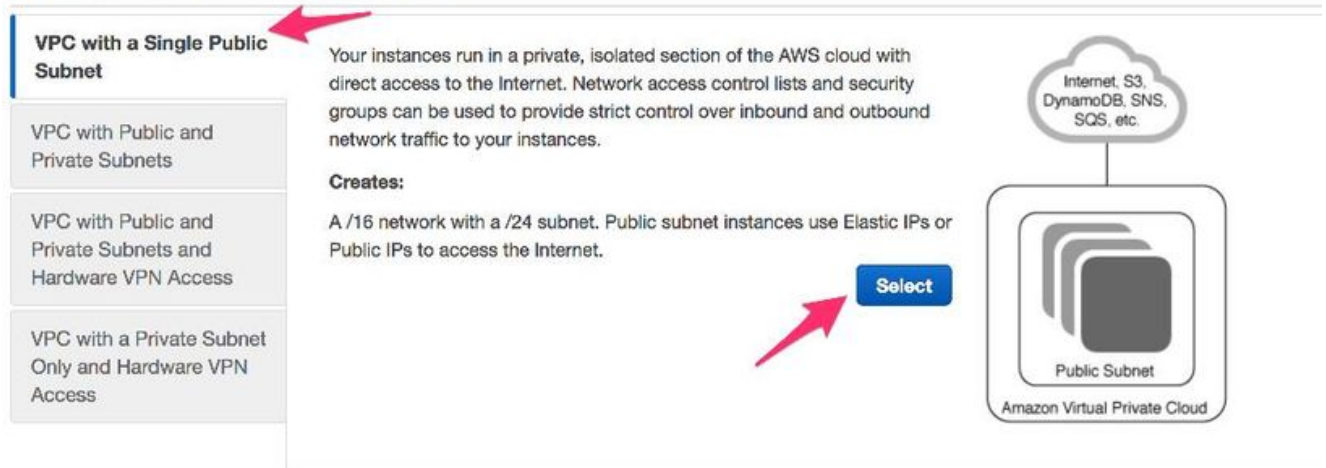 VPC with a Single Public
Subnet
VPC with Public and
Private Subnets
VPC with Public and
Private Subnets and
Hardware VPN Access
VPC with a Private Subnet
Only and Hardware VPN
Access
Your instances run in a private, isolated section of the AWS cloud with
direct access to the Internet. Network access control lists and security
groups can be used to provide strict control over inbound and outbound
network traffic to your instances.
Creates:
A /16 network with a /24 subnet. Public subnet instances use Elastic IPs or
Public IPs to access the Internet.
Select
Internet, S3,
DynamoDB, SNS,
SQS, etc.
Public Subnet
Amazon Virtual Private Cloud